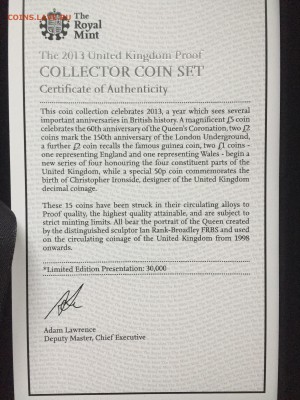 COINS.LAV.RU
The
Royal
Mint
The 2013 United Kingdom Proof
COLLECTOR COIN SET
Certificate of Authenticity
This coin collection celebrates 2013, a year which sees several
important anniversaries in British history. A magnificent £5 coin
celebrates the 60th anniversary of the Queen's Coronation, two £2
coins mark the 150th anniversary of the London Underground,
a further £2 coin recalls the famous guinea coin, two £1 coins -
one representing England and one representing Wales - begin a
new series of four honouring the four constituent parts of the
United Kingdom, while a special 50p coin commemorates the
birth of Christopher Ironside, designer of the United Kingdom
decimal coinage.
These 15 coins have been struck in their circulating alloys to
Proof quality, the highest quality attainable, and are subject to
strict minting limits. All bear the portrait of the Queen created
by the distinguished sculptor Ian Rank-Broadley FRBS and used
on the circulating coinage of the United Kingdom from 1998
onwards.
*Limited Edition Presentation: 30,000
Adam Lawrence
Deputy Master, Chief Executive